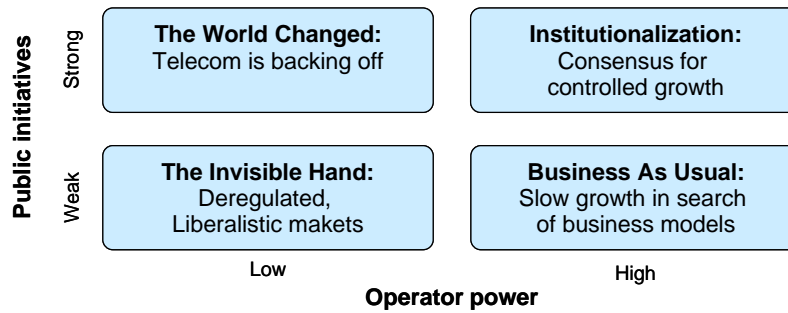 Public initiatives
Strong
The World Changed:
Telecom is backing off
Institutionalization:
Consensus for
controlled growth
Weak
The Invisible Hand:
Deregulated,
Liberalistic makets
Business As Usual:
Slow growth in search
of business models
Low
High
Operator power